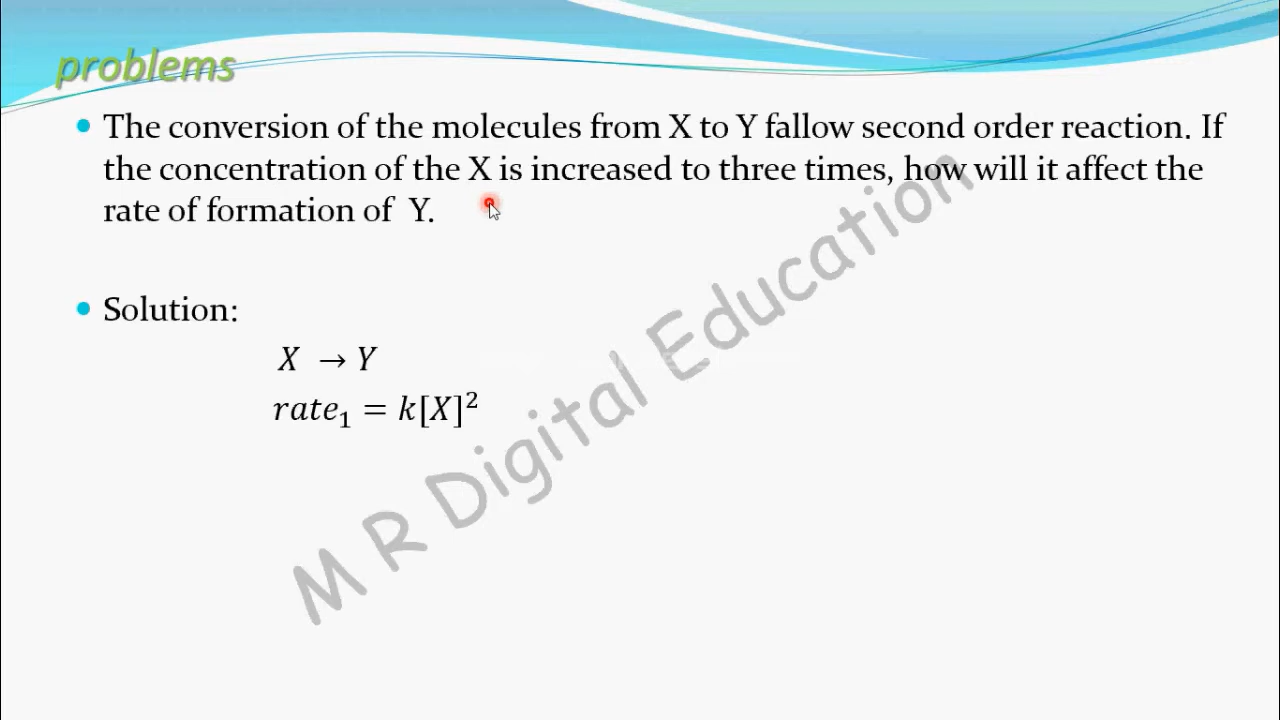 problems
• The conversion of the molecules from X to Y fallow second order reaction. If
the concentration of the X is increased to three times, how will it affect the
rate of formation of Y.
• Solution:
X → Y
rate₁ = k[X]²
M R Digital Education